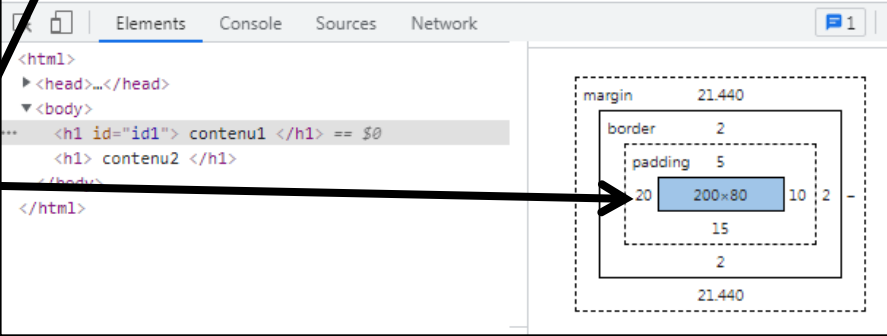 Elements Console Sources Network 1
<html>
▶<head>…</head>
▼<body>
… <h1 id="id1"> contenu1 </h1> == $0
<h1> contenu2 </h1>
</body>
</html>
margin 21.440
border 2
padding 5
20 200×80 10 2 -
15
2
21.440